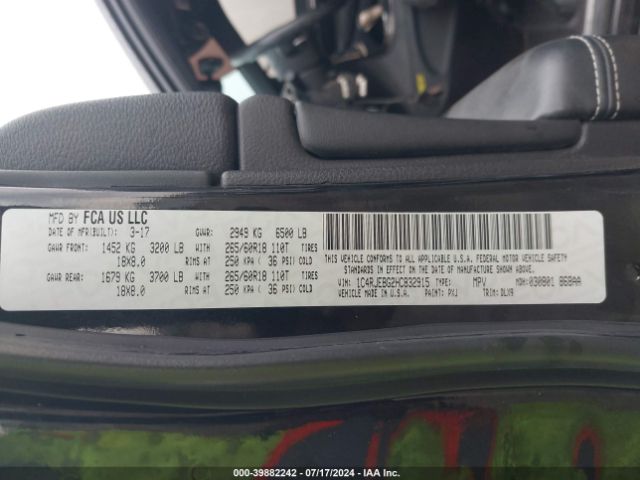 MFD BY FCA US LLC
DATE OF MFR(BUILT): 3-17 GVWR: 2949 KG 6500 LB
GAWR FRONT: 1452 KG 3200 LB WITH 265/60R18 110T TIRES
18X8.0 RIMS AT 250 KPA ( 36 PSI) COLD
GAWR REAR: 1679 KG 3700 LB WITH 265/60R18 110T TIRES
18X8.0 RIMS AT 250 KPA ( 36 PSI) COLD
THIS VEHICLE CONFORMS TO ALL APPLICABLE U.S.A. FEDERAL MOTOR VEHICLE SAFETY
STANDARDS IN EFFECT ON THE DATE OF MANUFACTURE SHOWN ABOVE.
VIN: 1C4RJEBG2HC832915 TYPE: MPV MDH: 030801 868AA
VEHICLE MADE IN U.S.A. PAINT: PXJ TRIM: DLX9
000-39882242 - 07/17/2024 - IAA Inc.